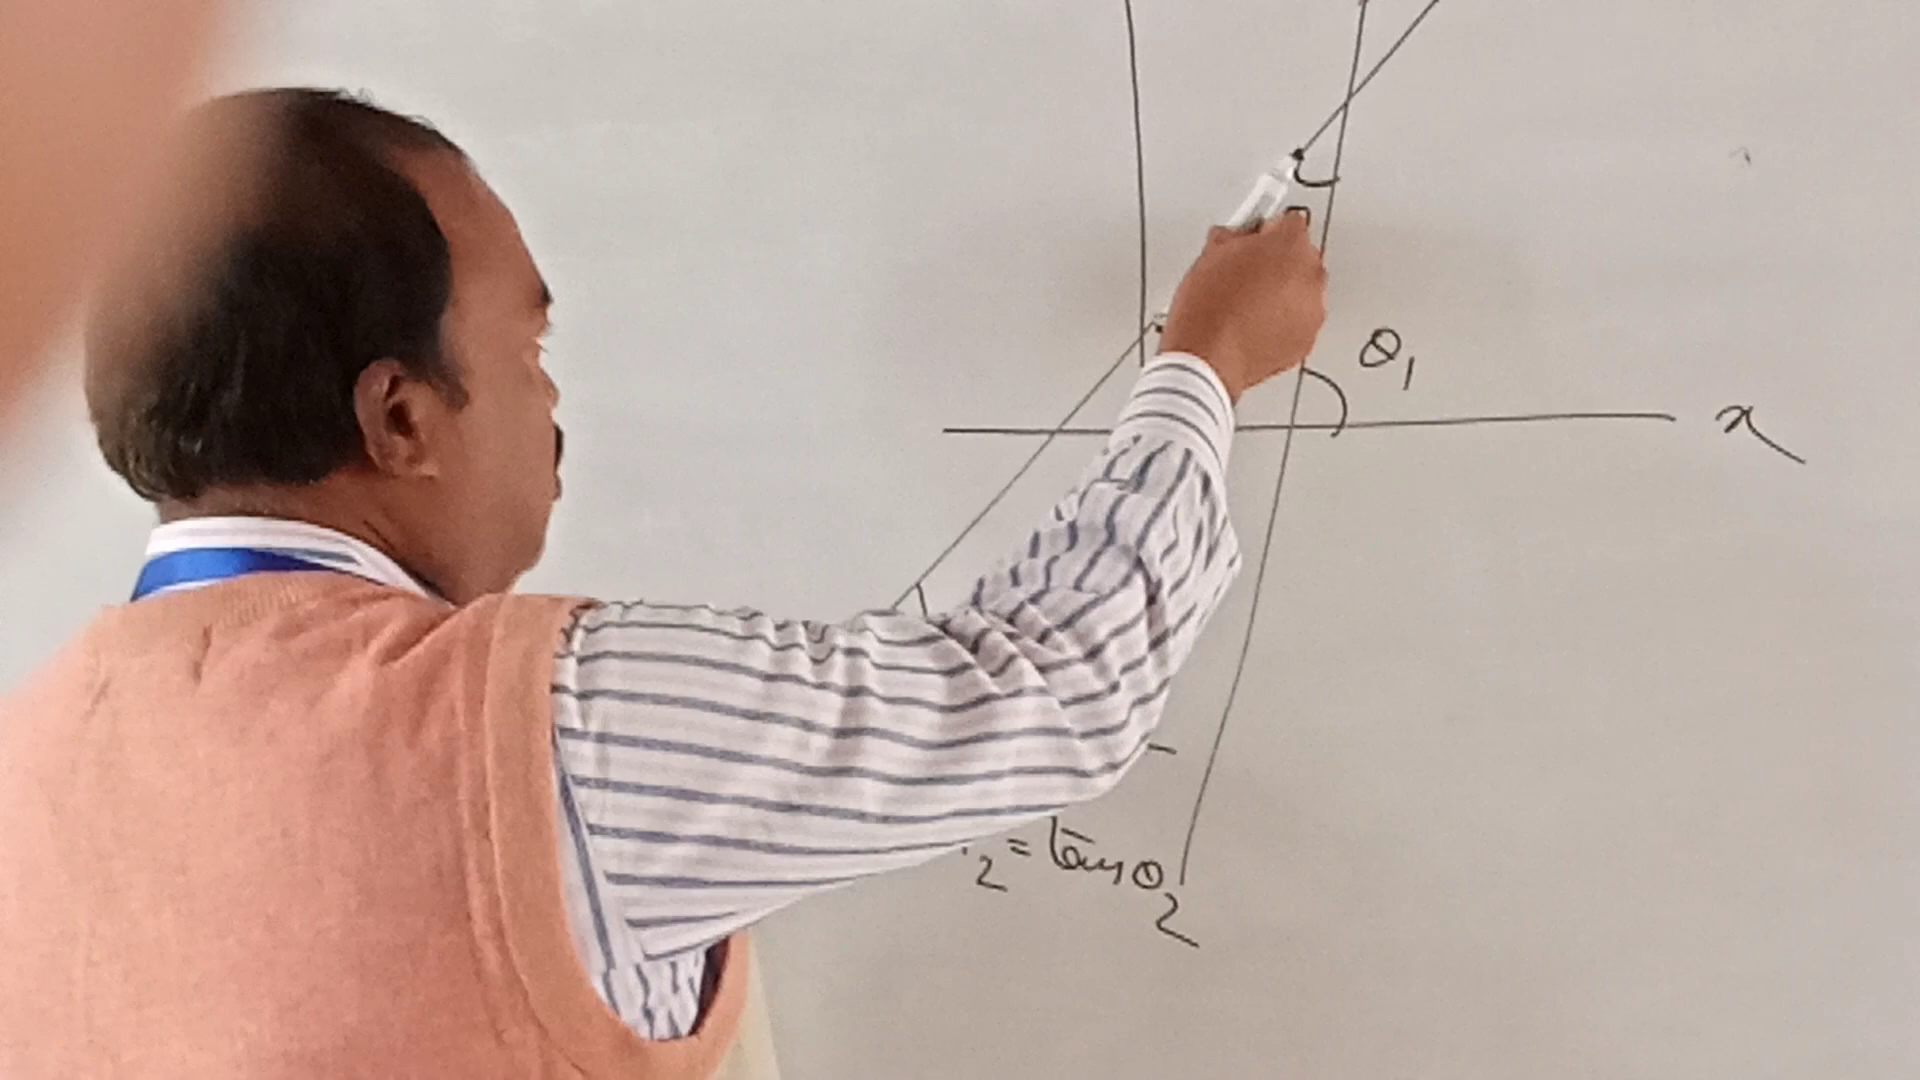 θ₁
x
₂ = tan θ₂